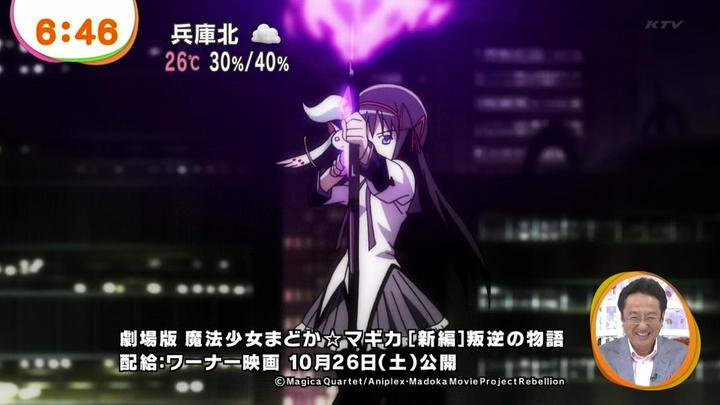 6:46
兵庫北
26℃ 30%/40%
KTV
劇場版 魔法少女まどか☆マギカ [新編]叛逆の物語
配給:ワーナー映画 10月26日(土)公開
©Magica Quartet/Aniplex・Madoka Movie Project Rebellion